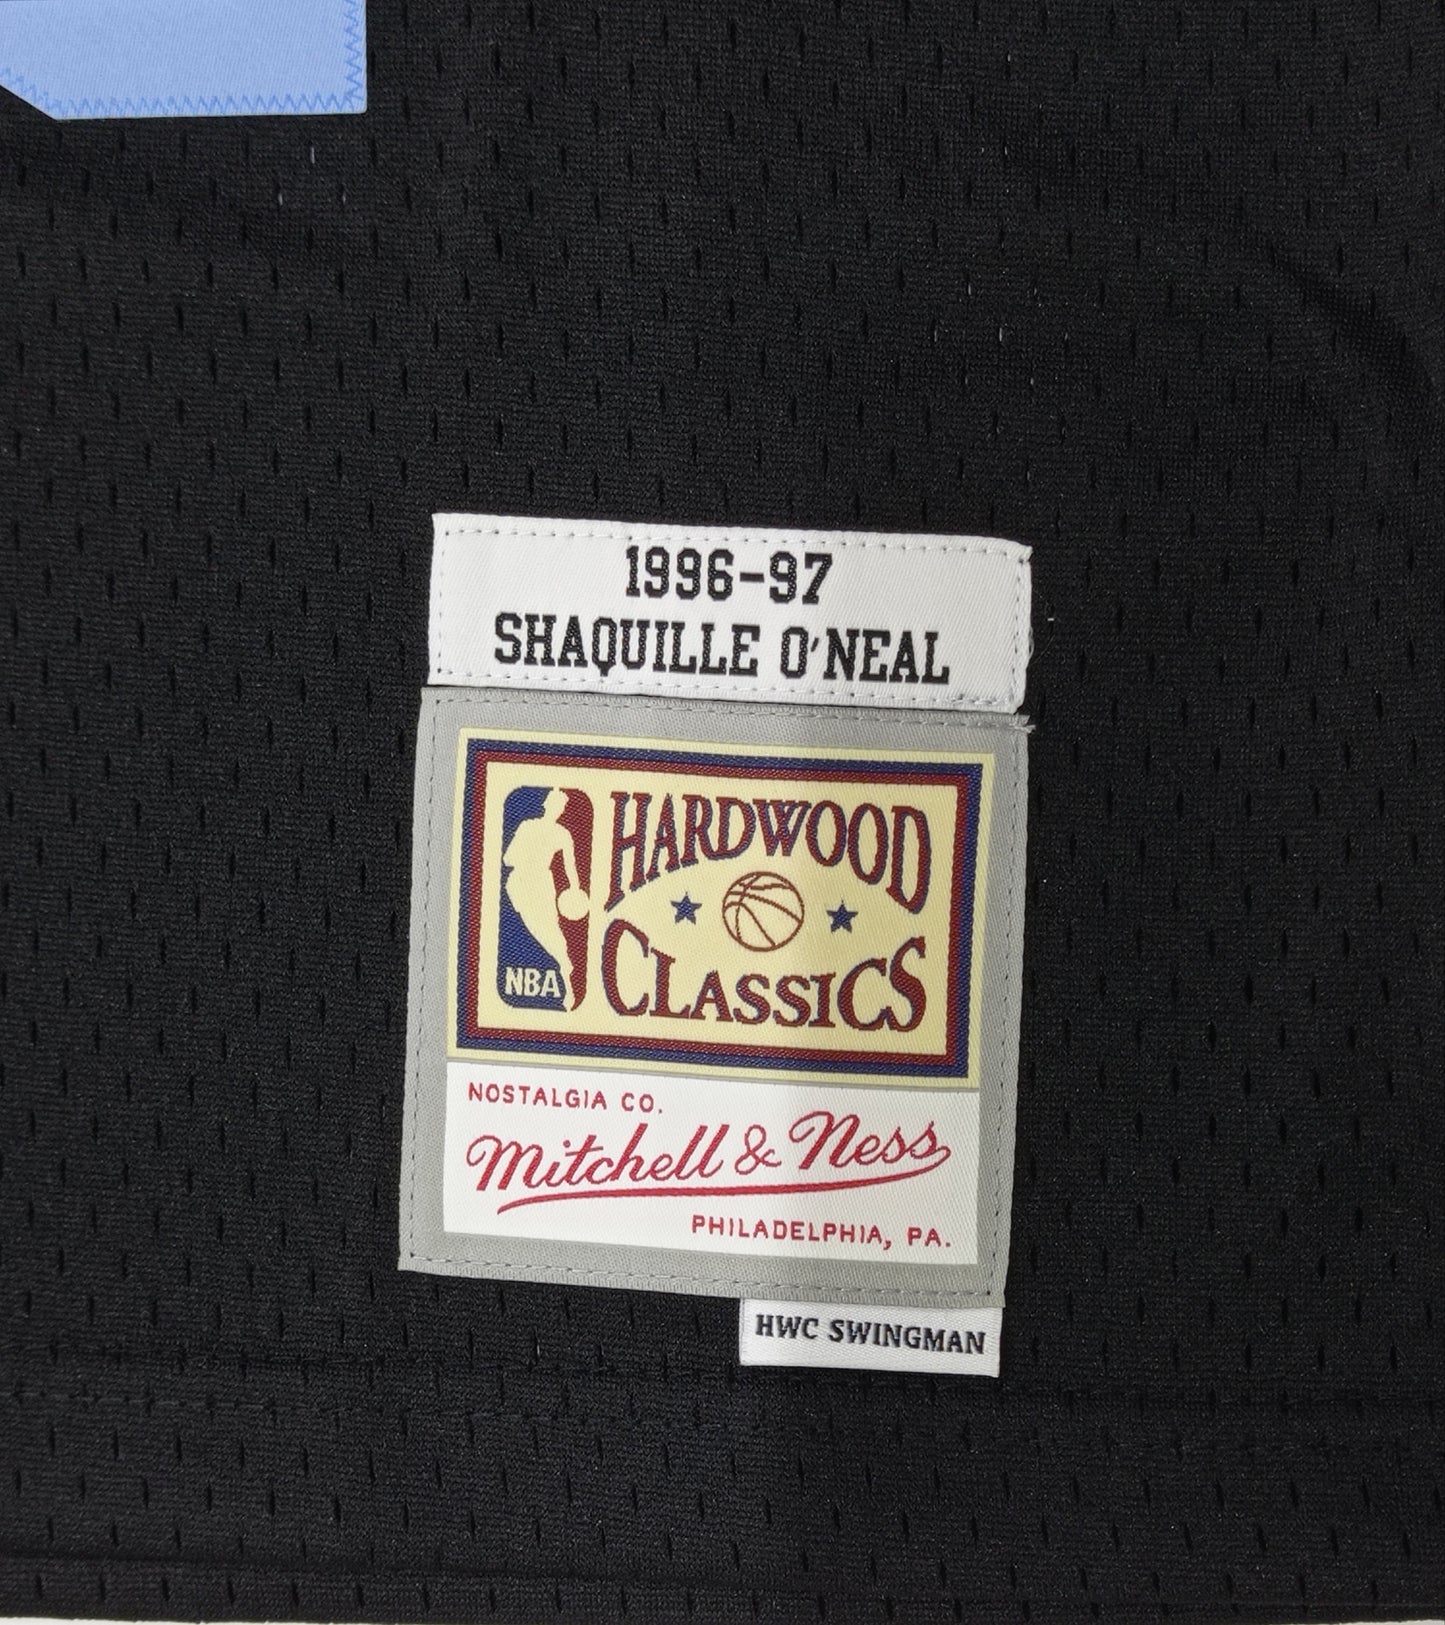 1996-97
SHAQUILLE O'NEAL
HARDWOOD
CLASSICS
NBA
NOSTALGIA CO.
Mitchell & Ness
PHILADELPHIA, PA.
HWC SWINGMAN